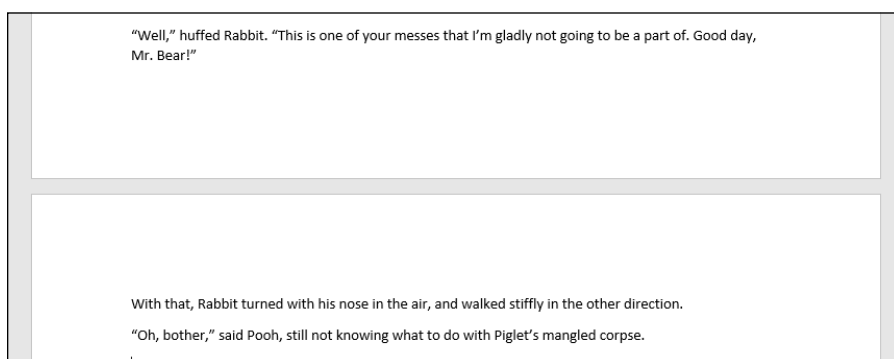 “Well,” huffed Rabbit. “This is one of your messes that I’m gladly not going to be a part of. Good day,
Mr. Bear!”
With that, Rabbit turned with his nose in the air, and walked stiffly in the other direction.
“Oh, bother,” said Pooh, still not knowing what to do with Piglet’s mangled corpse.